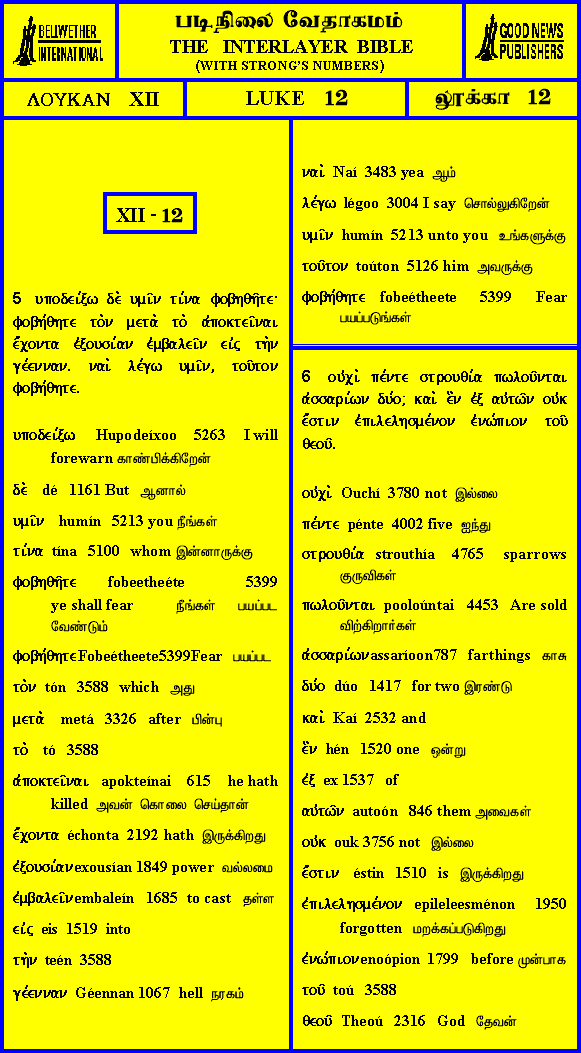 BELLWETHER
INTERNATIONAL
படிநிலை வேதாகமம்
THE INTERLAYER BIBLE
(WITH STRONG'S NUMBERS)
GOOD NEWS
PUBLISHERS
ΛΟΥΚΑΝ XII
LUKE 12
லூக்கா 12
XII - 12
5 υποδείξω δὲ υμῖν τίνα φοβηθῆτε·
φοβήθητε τὸν μετὰ τὸ ἀποκτεῖναι
ἔχοντα ἐξουσίαν ἐμβαλεῖν εἰς τὴν
γέενναν. ναὶ λέγω υμῖν, τοῦτον
φοβήθητε.
υποδείξω Hupodeíxoo 5263 I will
forewarn காண்பிக்கிறேன்
δὲ dé 1161 But ஆனால்
υμῖν humín 5213 you நீங்கள்
τίνα tína 5100 whom இன்னாருக்கு
φοβηθῆτε fobeetheéte 5399
ye shall fear நீங்கள் பயப்பட
வேண்டும்
φοβήθητε Fobeétheete5399Fear பயப்பட
τὸν tón 3588 which அது
μετὰ metá 3326 after பின்பு
τὸ tó 3588
ἀποκτεῖναι apokteínai 615 he hath
killed அவன் கொலை செய்தான்
ἔχοντα échonta 2192 hath இருக்கிறது
ἐξουσίαν exousían 1849 power வல்லமை
ἐμβαλεῖν embaleín 1685 to cast தள்ள
εἰς eis 1519 into
τὴν teén 3588
γέενναν Géennan 1067 hell நரகம்
ναὶ Naí 3483 yea ஆம்
λέγω légoo 3004 I say சொல்லுகிறேன்
υμῖν humín 5213 unto you உங்களுக்கு
τοῦτον toúton 5126 him அவருக்கு
φοβήθητε fobeétheete 5399 Fear
பயப்படுங்கள்
6 οὐχὶ πέντε στρουθία πωλοῦνται
ἀσσαρίων δύο; καὶ ἓν ἐξ αὐτῶν οὐκ
ἔστιν ἐπιλελησμένον ἐνώπιον τοῦ
θεοῦ.
οὐχὶ Ouchí 3780 not இல்லை
πέντε pénte 4002 five ஐந்து
στρουθία strouthía 4765 sparrows
குருவிகள்
πωλοῦνται pooloúntai 4453 Are sold
விற்கிறார்கள்
ἀσσαρίων assaríoon787 farthings காசு
δύο dúo 1417 for two இரண்டு
καὶ Kaí 2532 and
ἓν hén 1520 one ஒன்று
ἐξ ex 1537 of
αὐτῶν autoón 846 them அவைகள்
οὐκ ouk 3756 not இல்லை
ἔστιν éstin 1510 is இருக்கிறது
ἐπιλελησμένον epileleesménon 1950
forgotten மறக்கப்படுகிறது
ἐνώπιον enoópion 1799 before முன்பாக
τοῦ toú 3588
θεοῦ Theoú 2316 God தேவன்